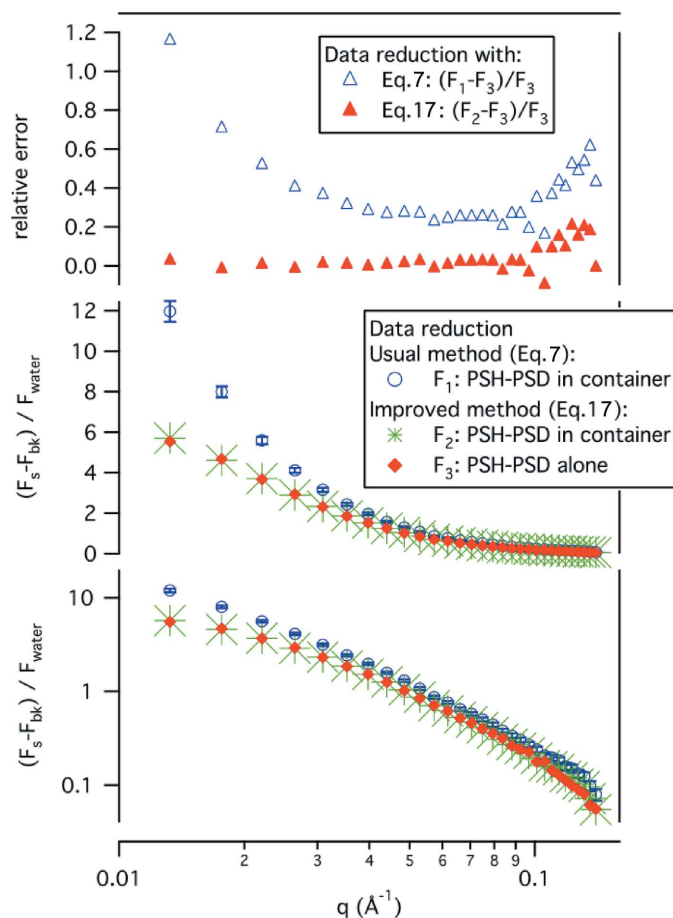 1.2
1.0
0.8
0.6
0.4
0.2
0.0
relative error
Data reduction with:
Eq.7: (F1-F3)/F3
Eq.17: (F2-F3)/F3
12
10
8
6
4
2
0
(Fs-Fbk) / Fwater
Data reduction
Usual method (Eq.7):
F1: PSH-PSD in container
Improved method (Eq.17):
F2: PSH-PSD in container
F3: PSH-PSD alone
10
1
0.1
(Fs-Fbk) / Fwater
0.01
2
3
4
5
6
7
8
9
0.1
q (Å-1)